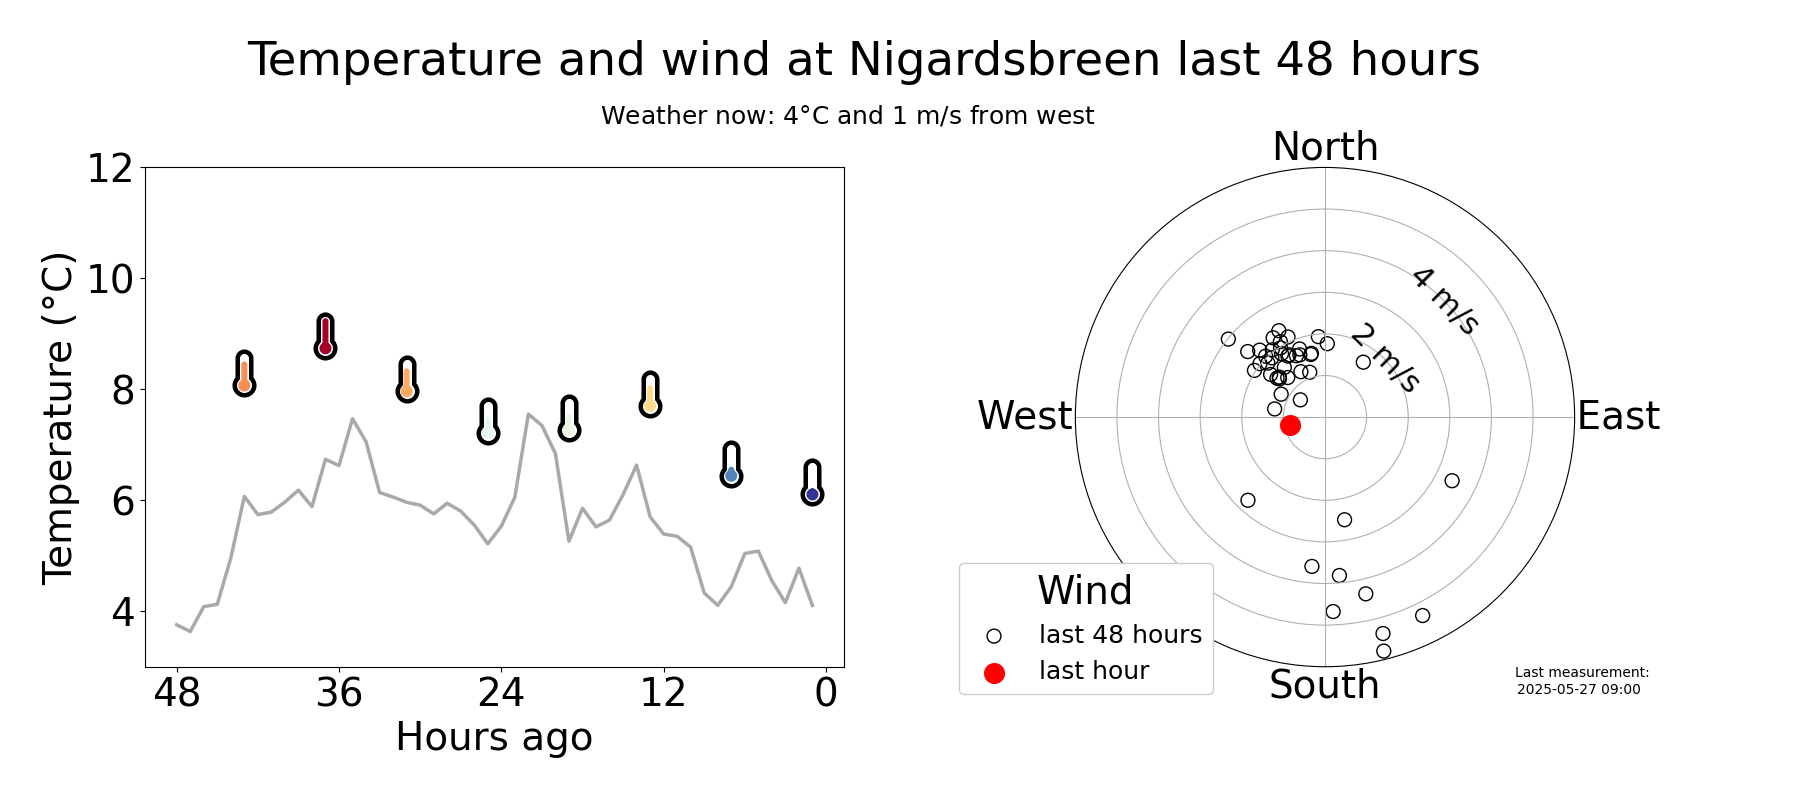 Temperature and wind at Nigardsbreen last 48 hours
Weather now: 4°C and 1 m/s from west
12
10
8
6
4
Temperature (°C)
48 36 24 12 0
Hours ago
North
4 m/s
2 m/s
West
East
South
Wind
last 48 hours
last hour
Last measurement:
2025-05-27 09:00